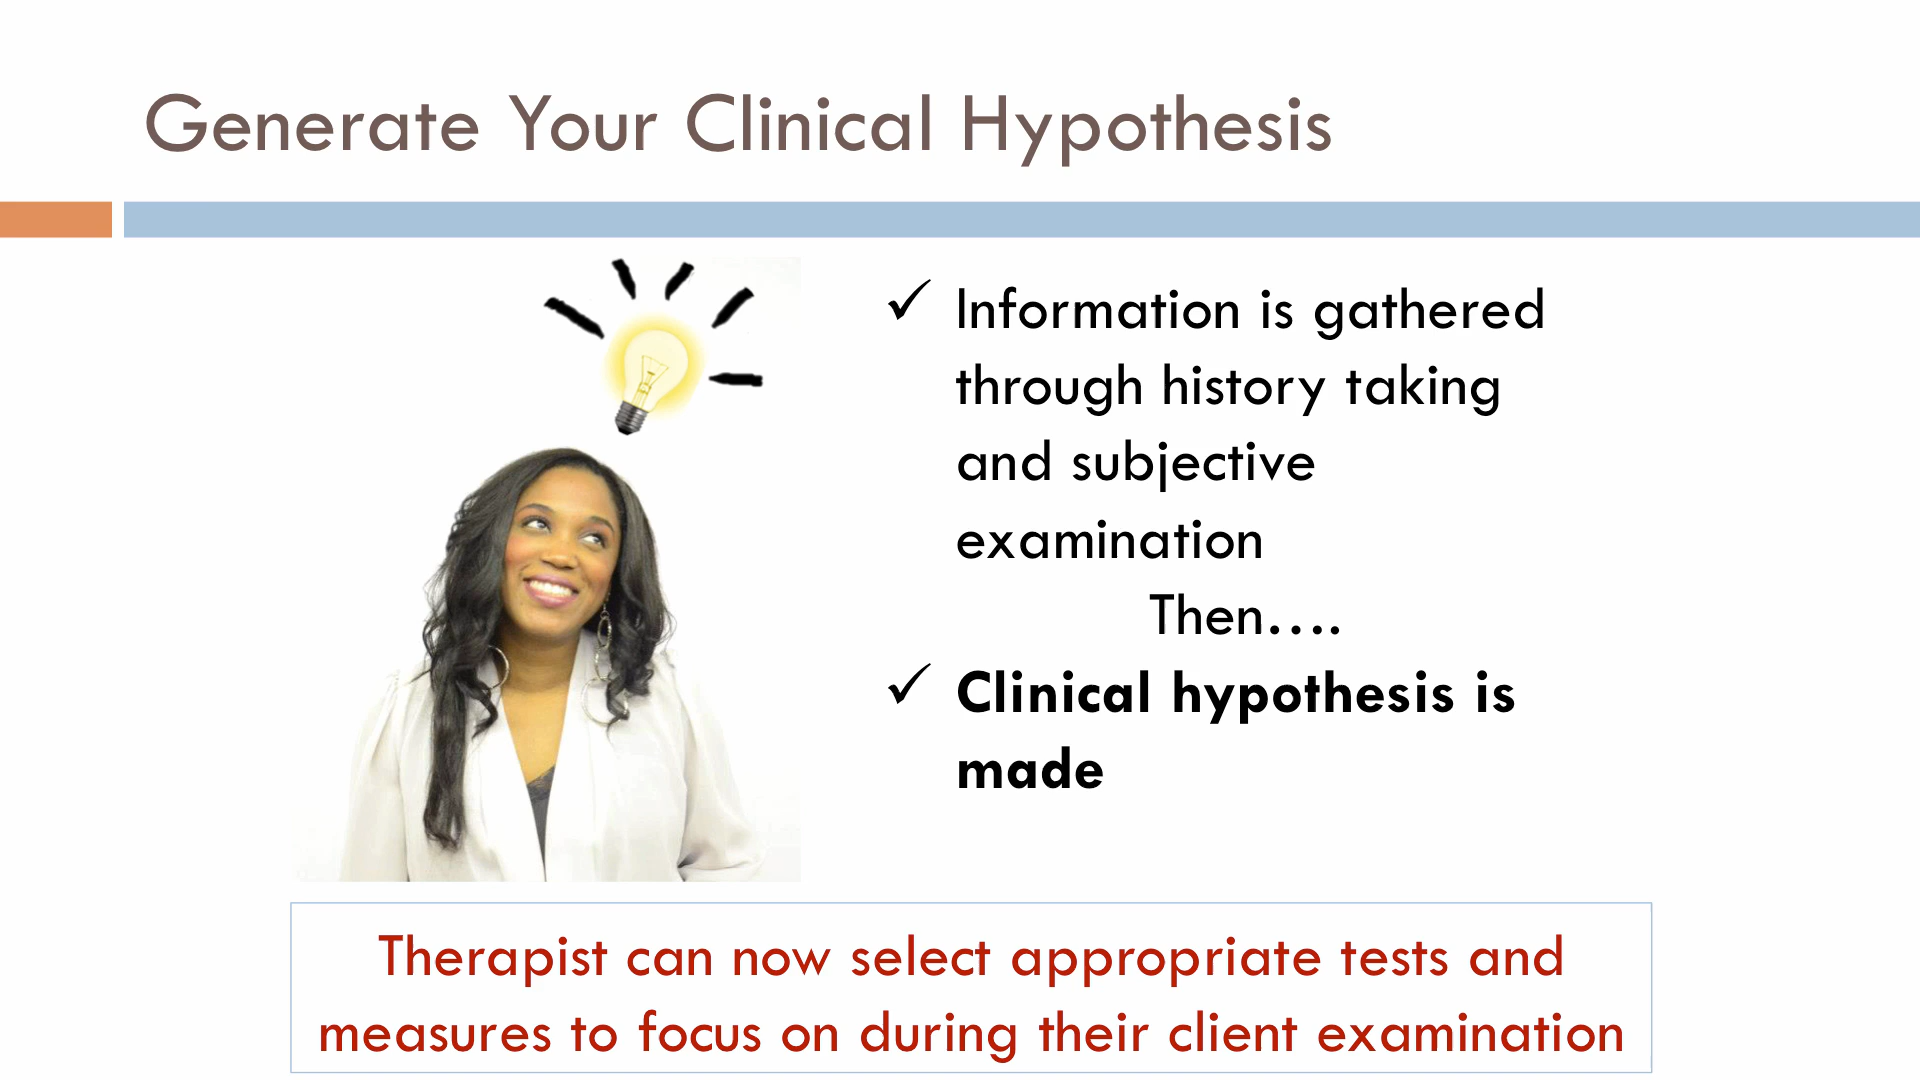 Generate Your Clinical Hypothesis
✓ Information is gathered
through history taking
and subjective
examination
Then....
✓ Clinical hypothesis is
made
Therapist can now select appropriate tests and
measures to focus on during their client examination